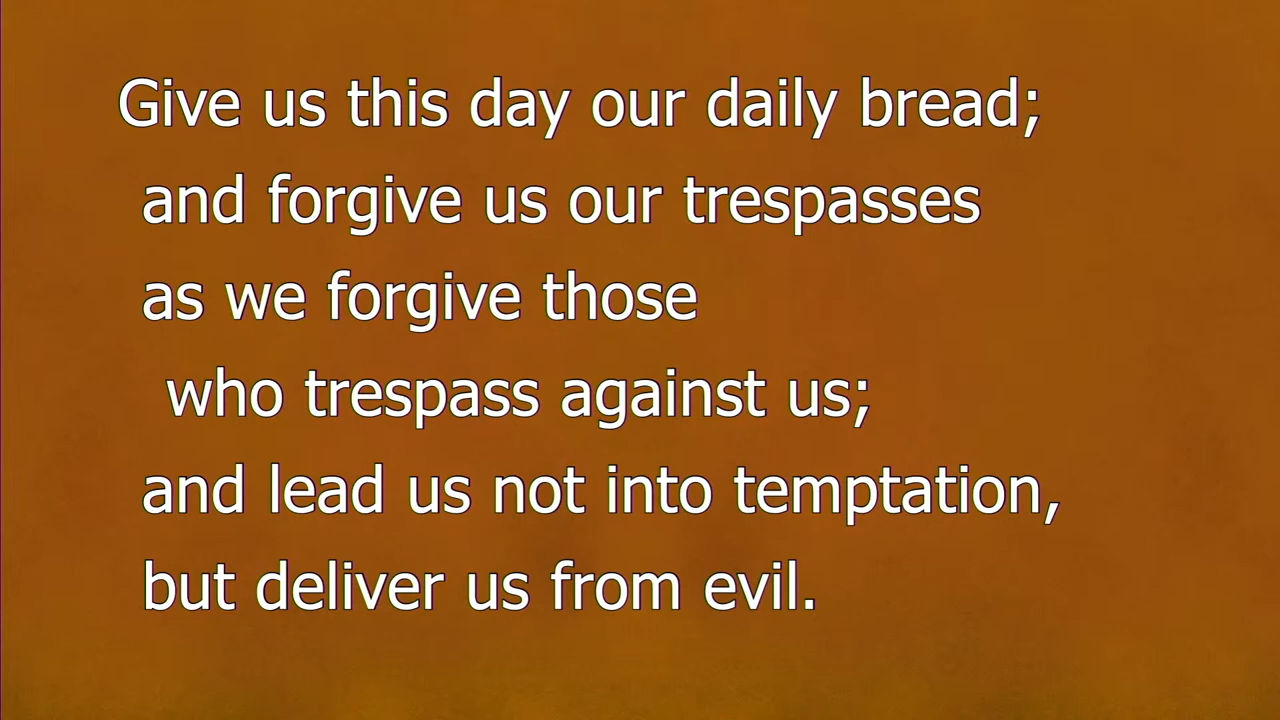 Give us this day our daily bread;
and forgive us our trespasses
as we forgive those
who trespass against us;
and lead us not into temptation,
but deliver us from evil.